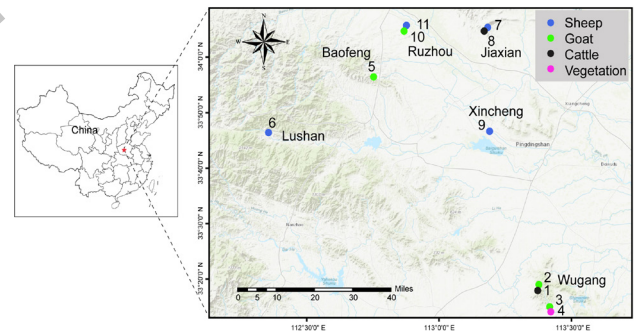 China
N
W
E
S
11
10
Ruzhou
7
8
Jiaxian
Sheep
Goat
Cattle
Vegetation
Baofeng
5
6
Lushan
Xincheng
9
Pingdingshan
2
Wugang
1
3
4
34°0'0" N
33°50'0" N
33°40'0" N
33°30'0" N
33°20'0" N
Miles
0 5 10 20 30 40
112°30'0" E
113°0'0" E
113°30'0" E